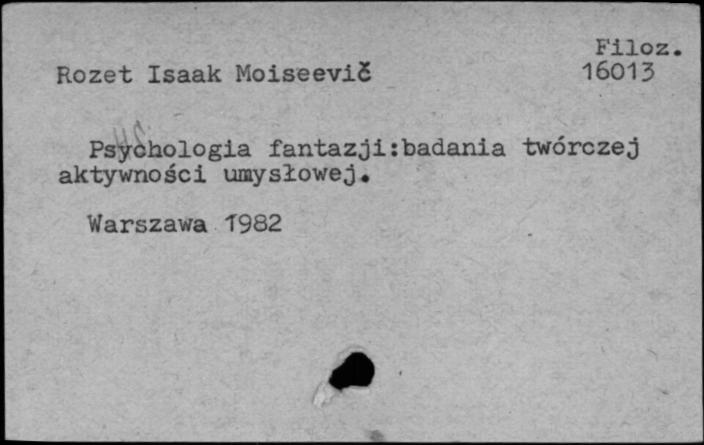 Filoz.
Rozet Isaak Moiseevič 16013
Psychologia fantazji:badania twórczej
aktywności umysłowej.
Warszawa 1982